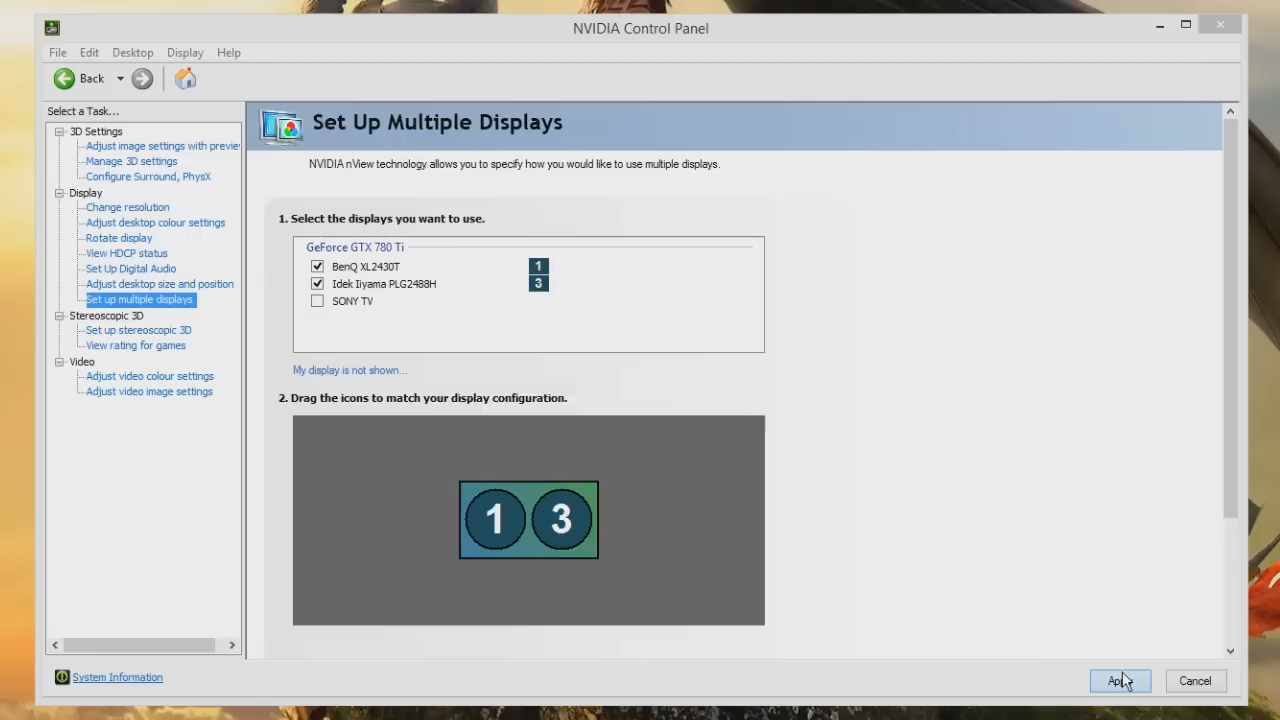 NVIDIA Control Panel
File Edit Desktop Display Help
Back
Select a Task...
3D Settings
Adjust image settings with preview
Manage 3D settings
Configure Surround, PhysX
Display
Change resolution
Adjust desktop colour settings
Rotate display
View HDCP status
Set Up Digital Audio
Adjust desktop size and position
Set up multiple displays
Stereoscopic 3D
Set up stereoscopic 3D
View rating for games
Video
Adjust video colour settings
Adjust video image settings
System Information
Set Up Multiple Displays
NVIDIA nView technology allows you to specify how you would like to use multiple displays.
1. Select the displays you want to use.
GeForce GTX 780 Ti
BenQ XL2430T 1
Idek Iiyama PLG2488H 3
SONY TV
My display is not shown...
2. Drag the icons to match your display configuration.
1 3
Cancel